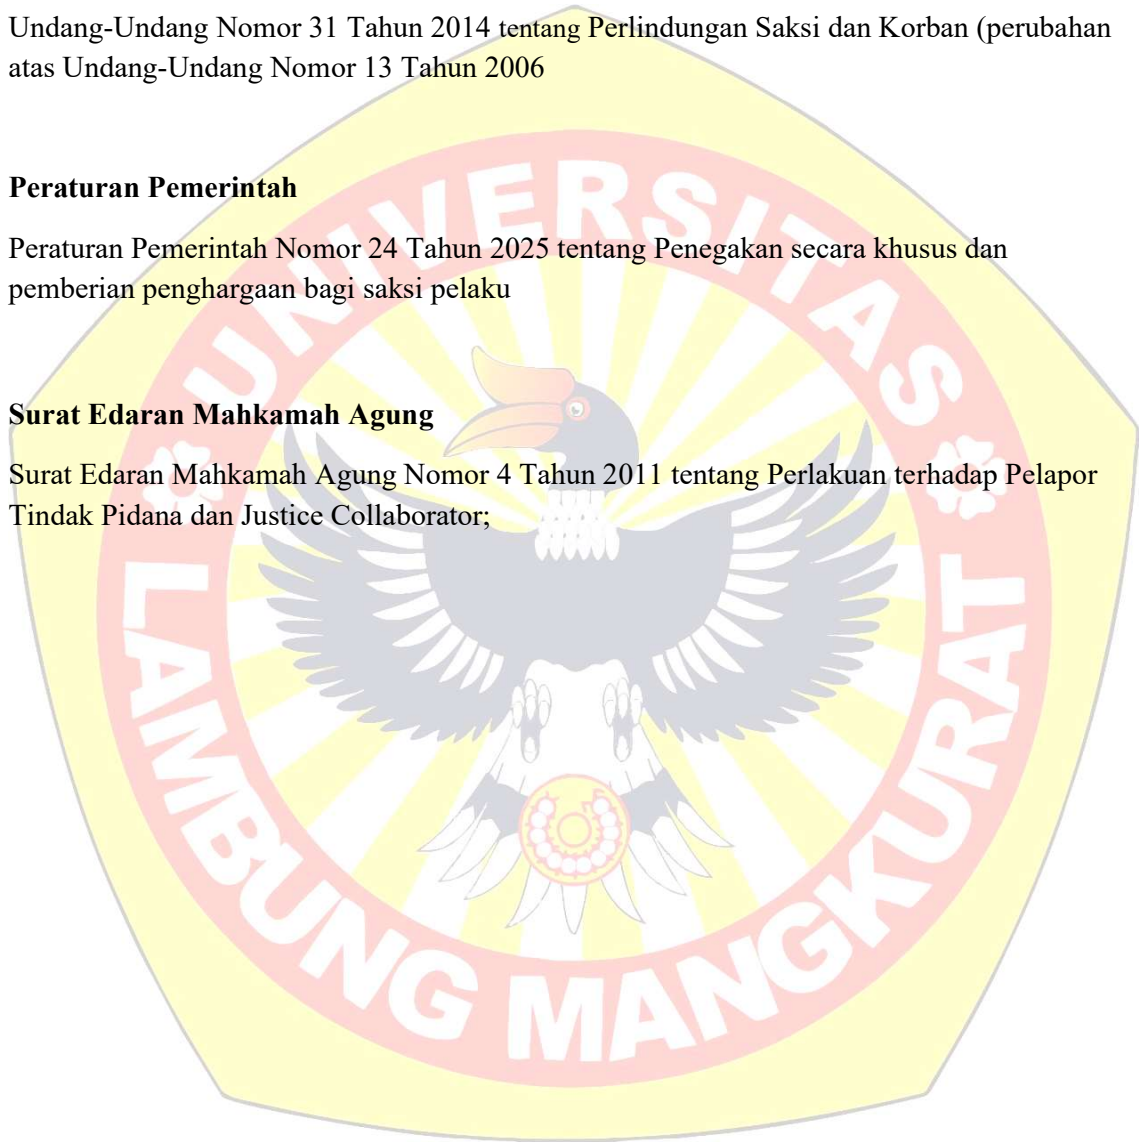 Undang-Undang Nomor 31 Tahun 2014 tentang Perlindungan Saksi dan Korban (perubahan
atas Undang-Undang Nomor 13 Tahun 2006
Peraturan Pemerintah
Peraturan Pemerintah Nomor 24 Tahun 2025 tentang Penegakan secara khusus dan
pemberian penghargaan bagi saksi pelaku
Surat Edaran Mahkamah Agung
Surat Edaran Mahkamah Agung Nomor 4 Tahun 2011 tentang Perlakuan terhadap Pelapor
Tindak Pidana dan Justice Collaborator;
UNIVERSITAS
LAMBUNG MANGKURAT